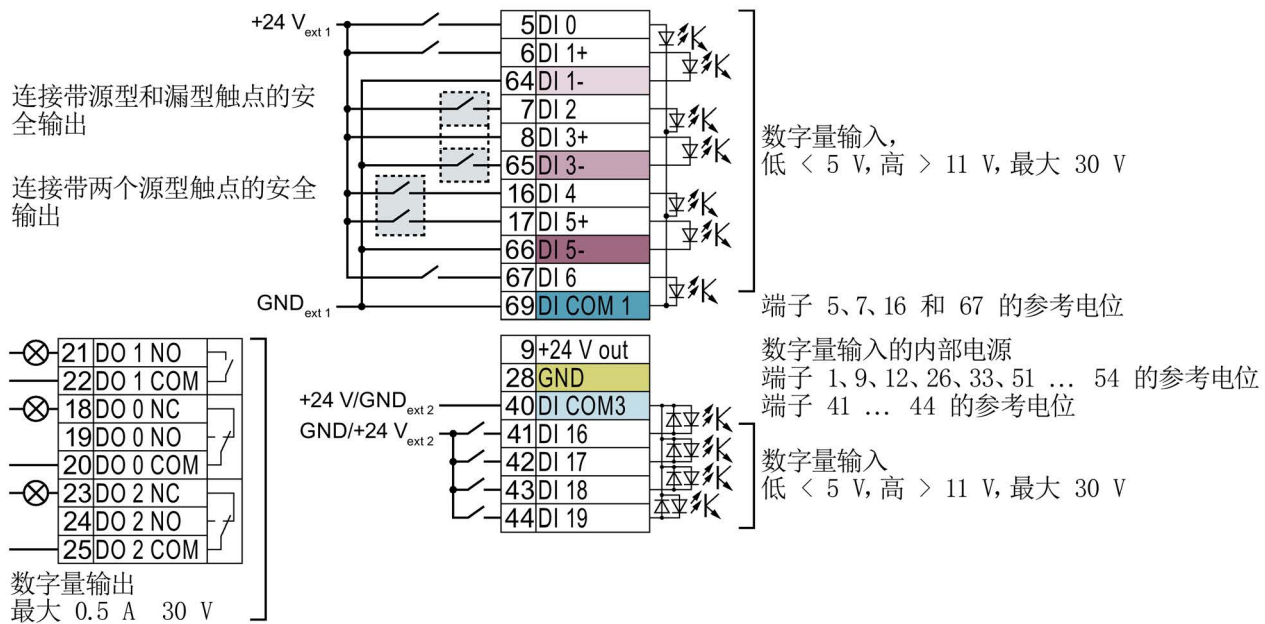 +24 V ext 1
5 DI 0
6 DI 1+
64 DI 1-
7 DI 2
8 DI 3+
65 DI 3-
16 DI 4
17 DI 5+
66 DI 5-
67 DI 6
GND ext 1
69 DI COM 1
连接带源型和漏型触点的安
全输出
连接带两个源型触点的安全
输出
数字量输入,
低 < 5 V, 高 > 11 V, 最大 30 V
端子 5、7、16 和 67 的参考电位
21 DO 1 NO
22 DO 1 COM
18 DO 0 NC
19 DO 0 NO
20 DO 0 COM
23 DO 2 NC
24 DO 2 NO
25 DO 2 COM
数字量输出
最大 0.5 A 30 V
9 +24 V out
28 GND
+24 V/GND ext 2
40 DI COM3
GND/+24 V ext 2
41 DI 16
42 DI 17
43 DI 18
44 DI 19
数字量输入的内部电源
端子 1、9、12、26、33、51 ... 54 的参考电位
端子 41 ... 44 的参考电位
数字量输入
低 < 5 V, 高 > 11 V, 最大 30 V